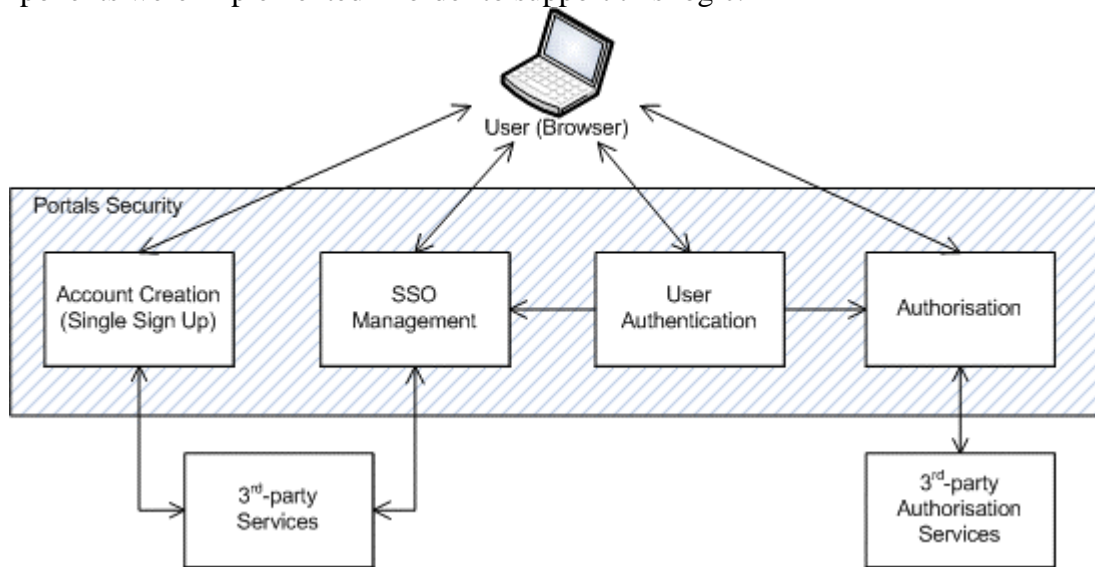 User (Browser)
Portals Security
Account Creation
(Single Sign Up)
SSO
Management
User
Authentication
Authorisation
3rd-party
Services
3rd-party
Authorisation
Services